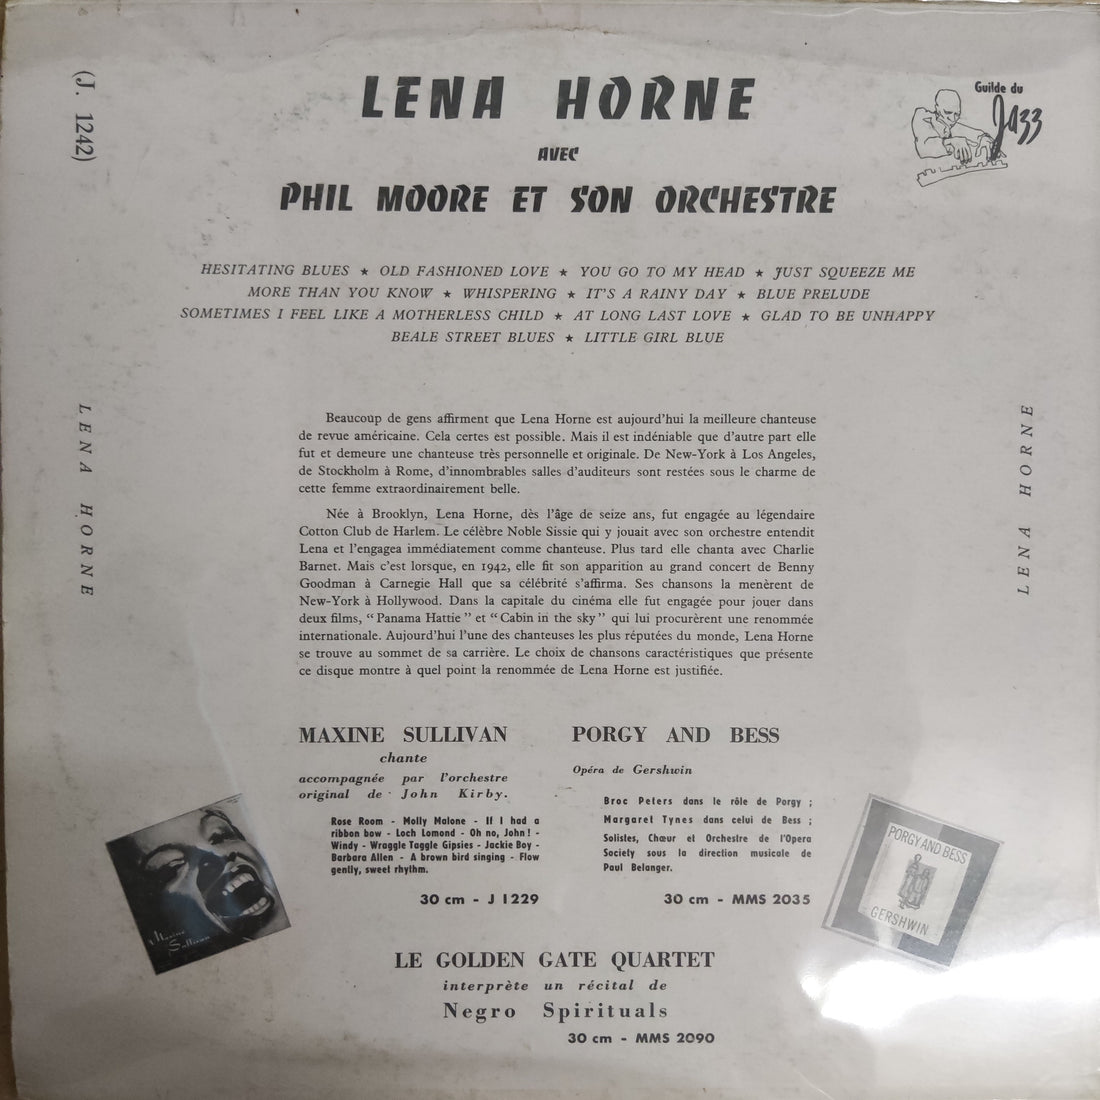 (J. 1242)
LENA HORNE
Guilde du
Jazz
AVEC
PHIL MOORE ET SON ORCHESTRE
HESITATING BLUES ★ OLD FASHIONED LOVE ★ YOU GO TO MY HEAD ★ JUST SQUEEZE ME
MORE THAN YOU KNOW ★ WHISPERING ★ IT'S A RAINY DAY ★ BLUE PRELUDE
SOMETIMES I FEEL LIKE A MOTHERLESS CHILD ★ AT LONG LAST LOVE ★ GLAD TO BE UNHAPPY
BEALE STREET BLUES ★ LITTLE GIRL BLUE
LENA HORNE
LENA HORNE
Beaucoup de gens affirment que Lena Horne est aujourd'hui la meilleure chanteuse
de revue américaine. Cela certes est possible. Mais il est indéniable que d'autre part elle
fut et demeure une chanteuse très personnelle et originale. De New-York à Los Angeles,
de Stockholm à Rome, d'innombrables salles d'auditeurs sont restées sous le charme de
cette femme extraordinairement belle.
Née à Brooklyn, Lena Horne, dès l'âge de seize ans, fut engagée au légendaire
Cotton Club de Harlem. Le célèbre Noble Sissie qui y jouait avec son orchestre entendit
Lena et l'engagea immédiatement comme chanteuse. Plus tard elle chanta avec Charlie
Barnet. Mais c'est lorsque, en 1942, elle fit son apparition au grand concert de Benny
Goodman à Carnegie Hall que sa célébrité s'affirma. Ses chansons la menèrent de
New-York à Hollywood. Dans la capitale du cinéma elle fut engagée pour jouer dans
deux films, “Panama Hattie” et “Cabin in the sky” qui lui procurèrent une renommée
internationale. Aujourd'hui l'une des chanteuses les plus réputées du monde, Lena Horne
se trouve au sommet de sa carrière. Le choix de chansons caractéristiques que présente
ce disque montre à quel point la renommée de Lena Horne est justifiée.
MAXINE SULLIVAN
chante
accompagnée par l'orchestre
original de John Kirby.
Rose Room - Molly Malone - If I had a
ribbon bow - Loch Lomond - Oh no, John! -
Windy - Wraggle Taggle Gipsies - Jackie Boy -
Barbara Allen - A brown bird singing - Flow
gently, sweet rhythm.
30 cm - J 1229
Maxine
Sullivan
PORGY AND BESS
Opéra de Gershwin
Broc Peters dans le rôle de Porgy ;
Margaret Tynes dans celui de Bess ;
Solistes, Chœur et Orchestre de l'Opera
Society sous la direction musicale de
Paul Belanger.
30 cm - MMS 2035
PORGY AND BESS
GERSHWIN
LE GOLDEN GATE QUARTET
interprète un récital de
Negro Spirituals
30 cm - MMS 2090